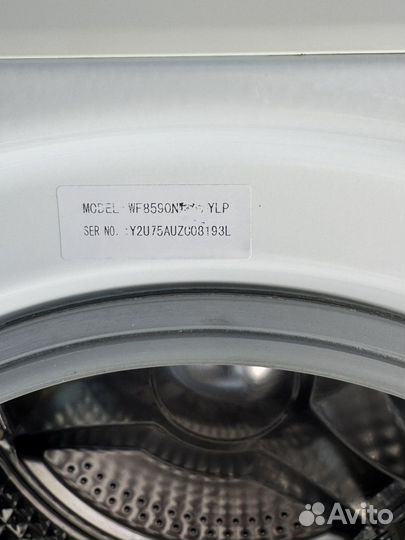 MODEL :WF8590N YLP
SER NO. :Y2U75AUZC08193L
Avito